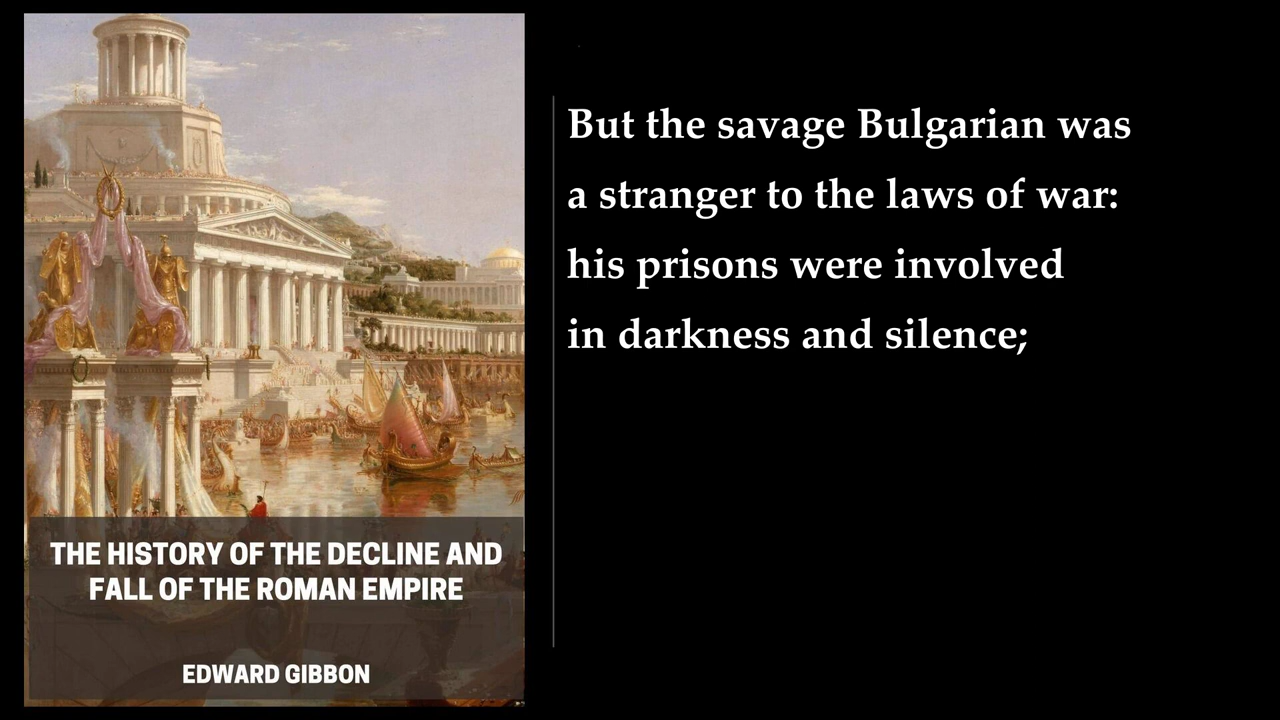 THE HISTORY OF THE DECLINE AND
FALL OF THE ROMAN EMPIRE
EDWARD GIBBON
But the savage Bulgarian was
a stranger to the laws of war:
his prisons were involved
in darkness and silence;